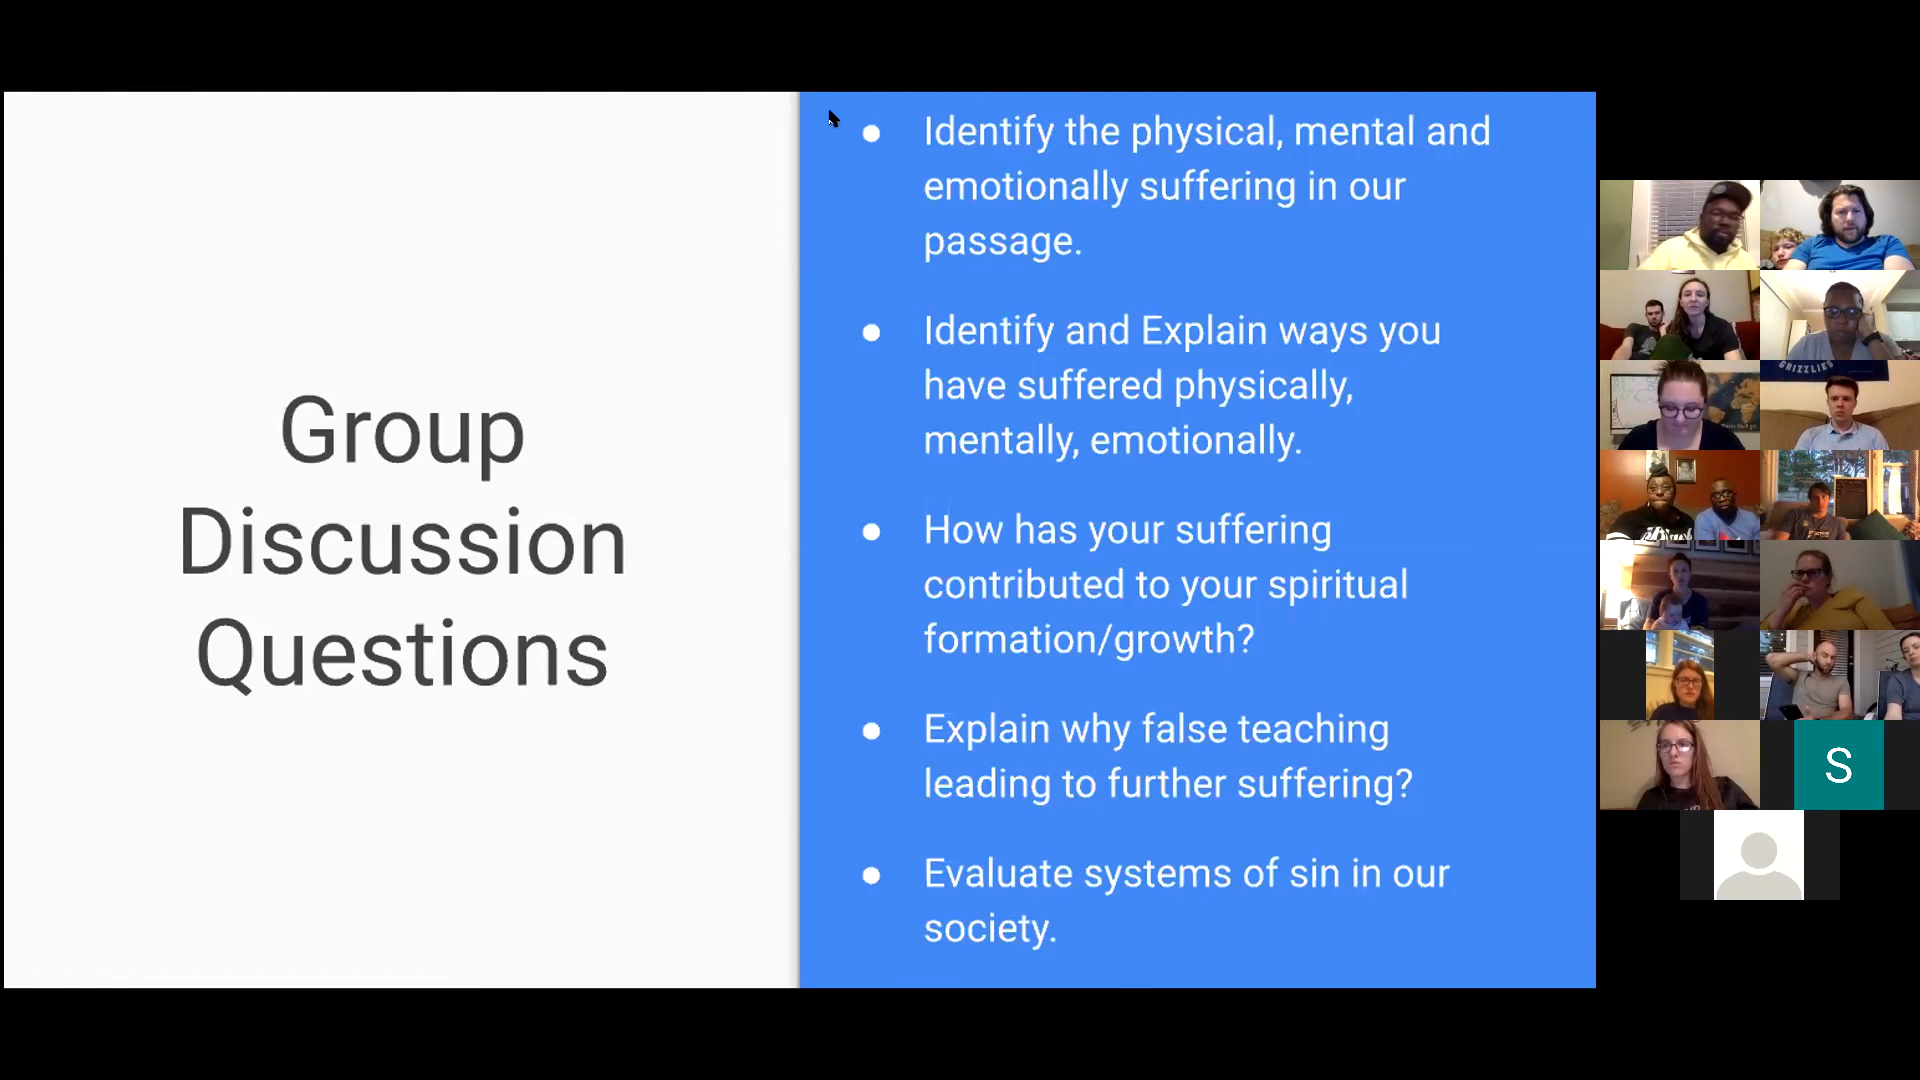 Group
Discussion
Questions
● Identify the physical, mental and
emotionally suffering in our
passage.
● Identify and Explain ways you
have suffered physically,
mentally, emotionally.
● How has your suffering
contributed to your spiritual
formation/growth?
● Explain why false teaching
leading to further suffering?
● Evaluate systems of sin in our
society.
GRIZZLIES
S